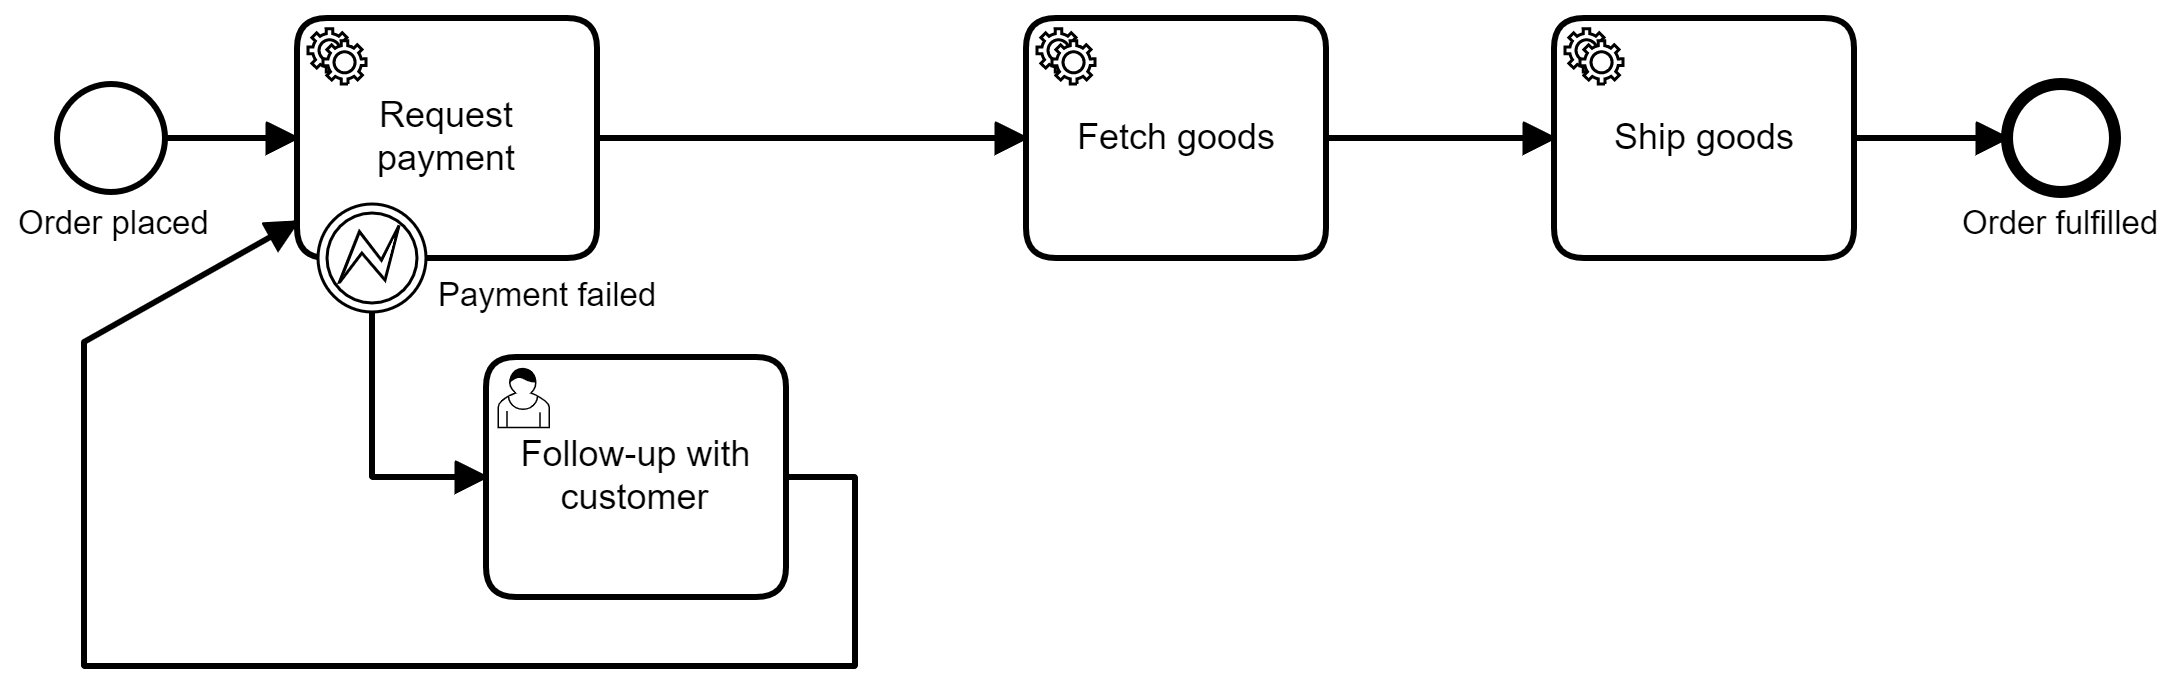 Order placed
Request
payment
Payment failed
Follow-up with
customer
Fetch goods
Ship goods
Order fulfilled